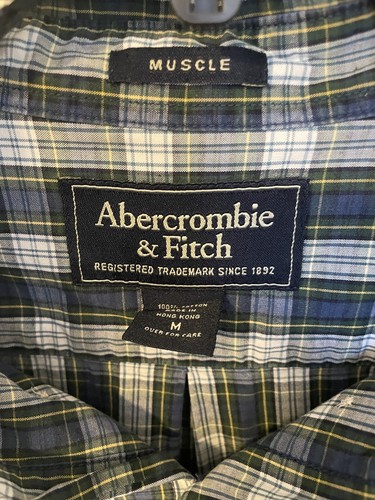 MUSCLE
Abercrombie
& Fitch
REGISTERED TRADEMARK SINCE 1892
100% COTTON
MADE IN
HONG KONG
M
OVER FOR CARE